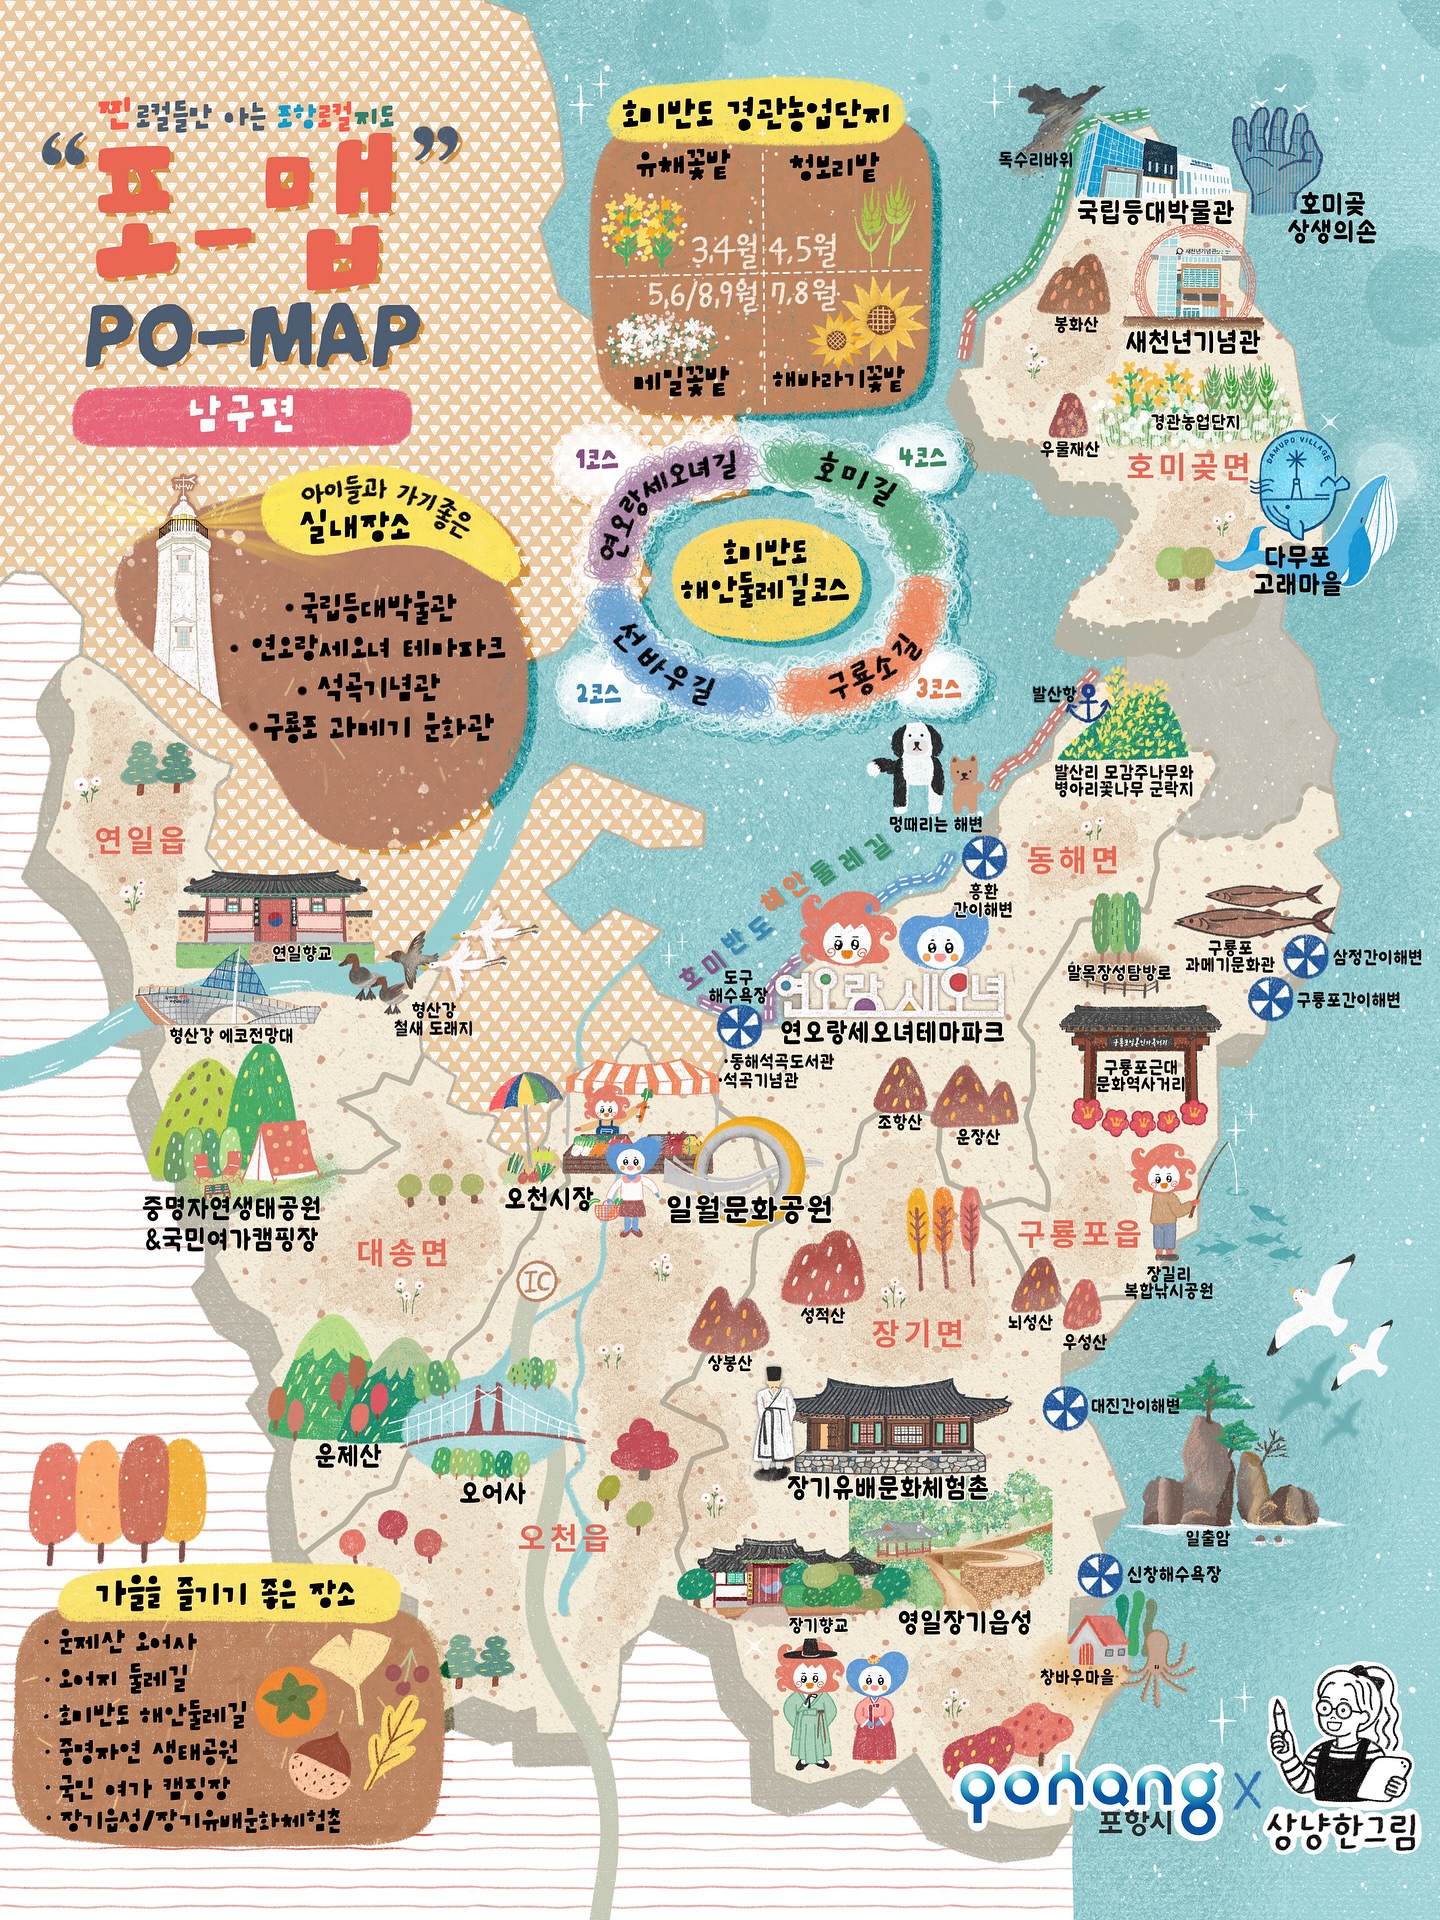 찐로컬들만 아는 포항로컬지도
“포-맵”
PO-MAP
남구편
호미반도 경관농업단지
유채꽃밭
청보리밭
3,4월
4,5월
5,6/8,9월
7,8월
메밀꽃밭
해바라기꽃밭
독수리바위
국립등대박물관
호미곶
상생의손
새천년기념관
봉화산
새천년기념관
경관농업단지
우물재산
호미곶면
DAMUPO VILLAGE
다무포
고래마을
아이들과 가기좋은
실내장소
• 국립등대박물관
• 연오랑세오녀 테마파크
• 석곡기념관
• 구룡포 과메기 문화관
1코스
연오랑세오녀길
호미길
4코스
호미반도
해안둘레길코스
선바우길
2코스
구룡소길
3코스
발산항
발산리 모감주나무와
병아리꽃나무 군락지
멍때리는 해변
흥환
간이해변
동해면
호미반도 해안둘레길
연일읍
연일향교
형산강 에코전망대
형산강
철새 도래지
도구
해수욕장
연오랑 세오녀
연오랑세오녀테마파크
•동해석곡도서관
•석곡기념관
말목장성탐방로
구룡포
과메기문화관
삼정간이해변
구룡포간이해변
구룡포근대
문화역사거리
조항산
운장산
중명자연생태공원
&국민여가캠핑장
오천시장
일월문화공원
대송면
IC
구룡포읍
장길리
복합낚시공원
뇌성산
우성산
성적산
상봉산
장기면
운제산
오어사
대진간이해변
장기유배문화체험촌
일출암
오천읍
신창해수욕장
장기향교
영일장기읍성
창바우마을
가을을 즐기기 좋은 장소
· 운제산 오어사
· 오어지 둘레길
· 호미반도 해안둘레길
· 중명자연 생태공원
· 국민 여가 캠핑장
· 장기읍성/장기유배문화체험촌
pohang
포항시
X
상냥한그림